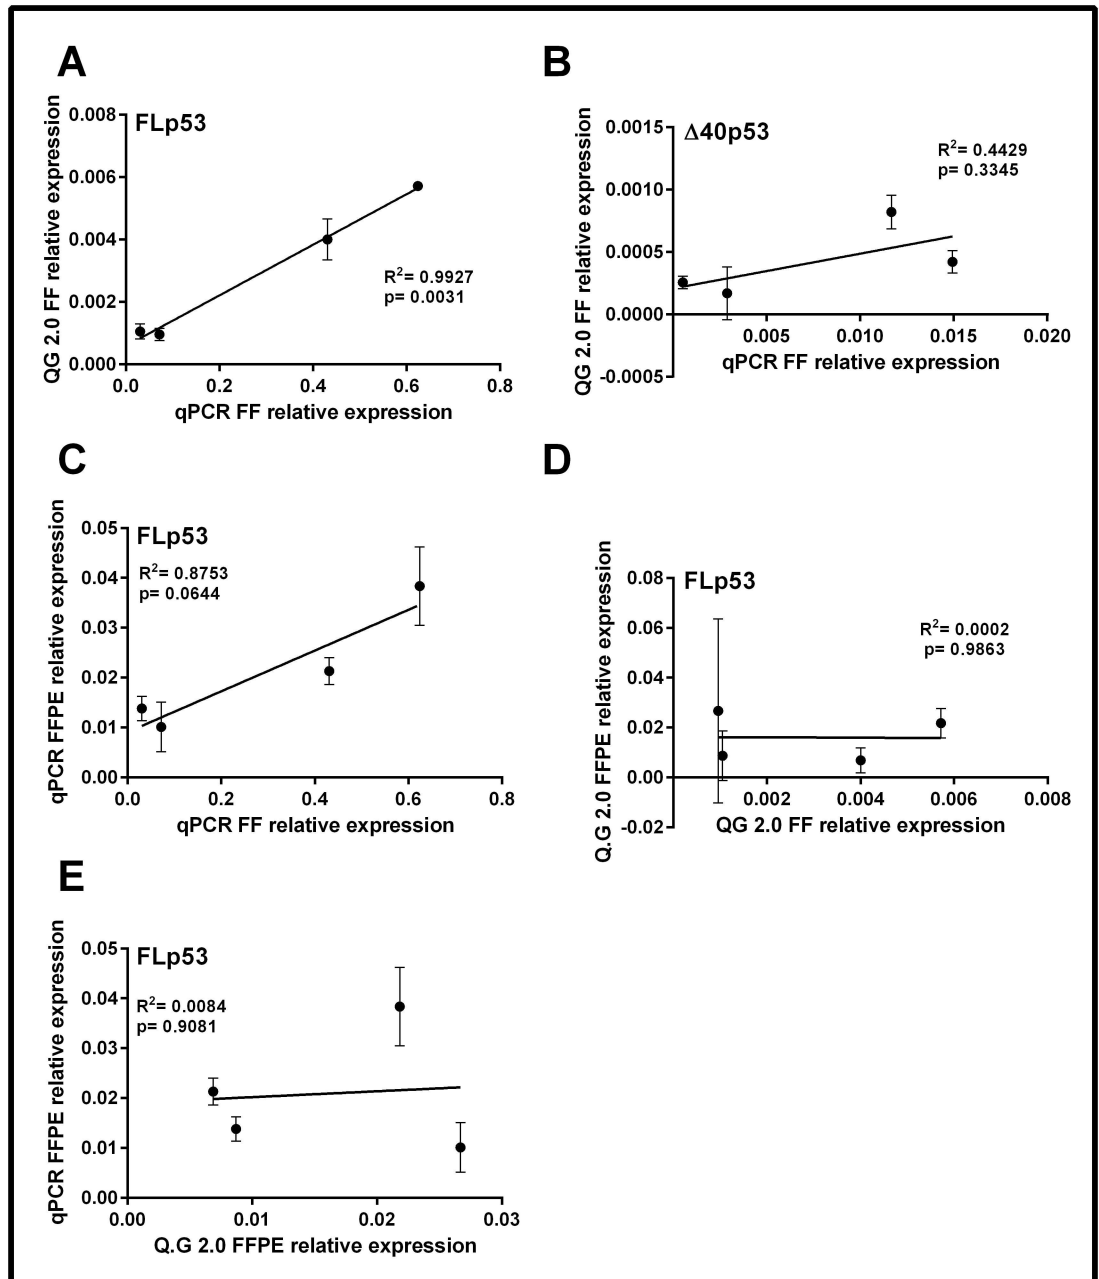 A
FLp53
QG 2.0 FF relative expression
0.008
0.006
0.004
0.002
0.000
R2= 0.9927
p= 0.0031
0.0
0.2
0.4
0.6
0.8
qPCR FF relative expression
B
Δ40p53
QG 2.0 FF relative expression
0.0015
0.0010
0.0005
0.0000
-0.0005
R2= 0.4429
p= 0.3345
0.005
0.010
0.015
0.020
qPCR FF relative expression
C
FLp53
R2= 0.8753
p= 0.0644
qPCR FFPE relative expression
0.05
0.04
0.03
0.02
0.01
0.00
0.0
0.2
0.4
0.6
0.8
qPCR FF relative expression
D
FLp53
Q.G 2.0 FFPE relative expression
0.08
0.06
0.04
0.02
0.00
-0.02
R2= 0.0002
p= 0.9863
0.002
0.004
0.006
0.008
QG 2.0 FF relative expression
E
FLp53
R2= 0.0084
p= 0.9081
qPCR FFPE relative expression
0.05
0.04
0.03
0.02
0.01
0.00
0.00
0.01
0.02
0.03
Q.G 2.0 FFPE relative expression